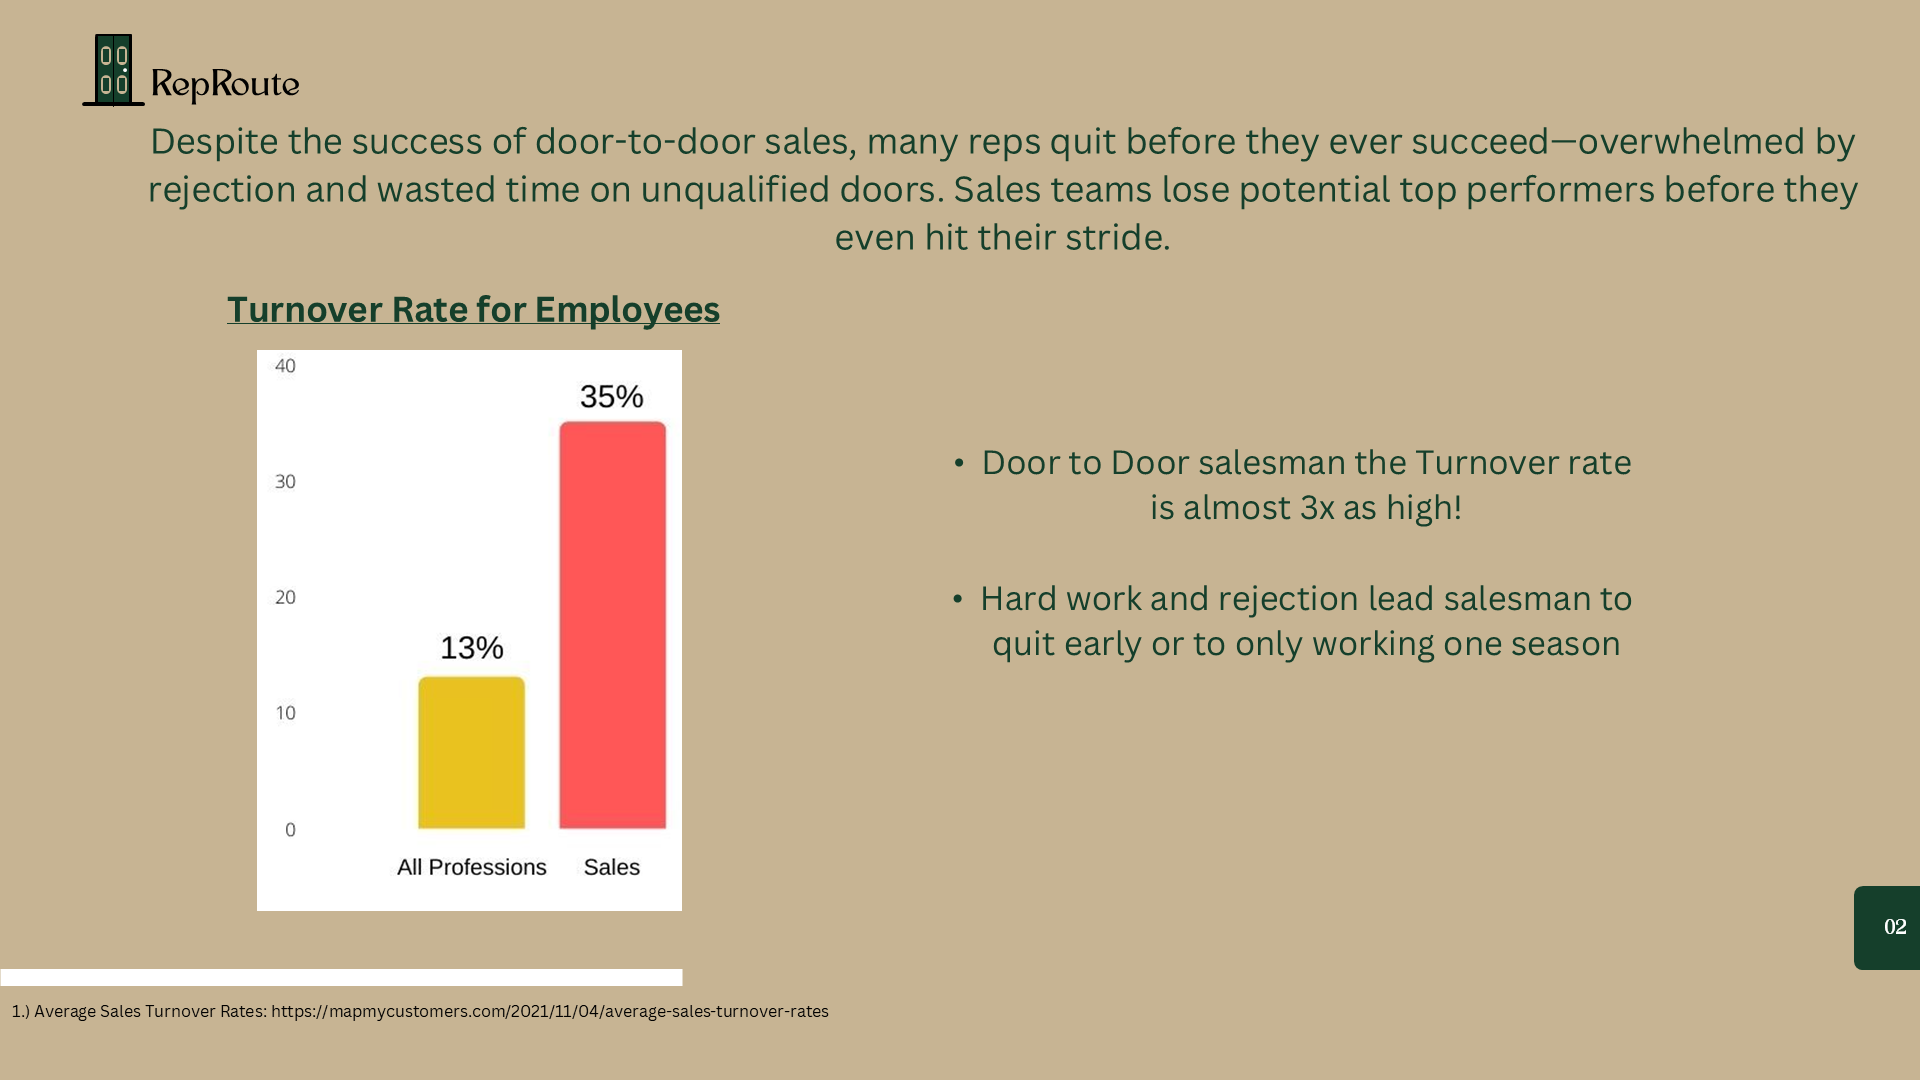 RepRoute
Despite the success of door-to-door sales, many reps quit before they ever succeed—overwhelmed by
rejection and wasted time on unqualified doors. Sales teams lose potential top performers before they
even hit their stride.
Turnover Rate for Employees
40
35%
30
20
13%
10
0
All Professions Sales
• Door to Door salesman the Turnover rate
is almost 3x as high!
• Hard work and rejection lead salesman to
quit early or to only working one season
02
1.) Average Sales Turnover Rates: https://mapmycustomers.com/2021/11/04/average-sales-turnover-rates